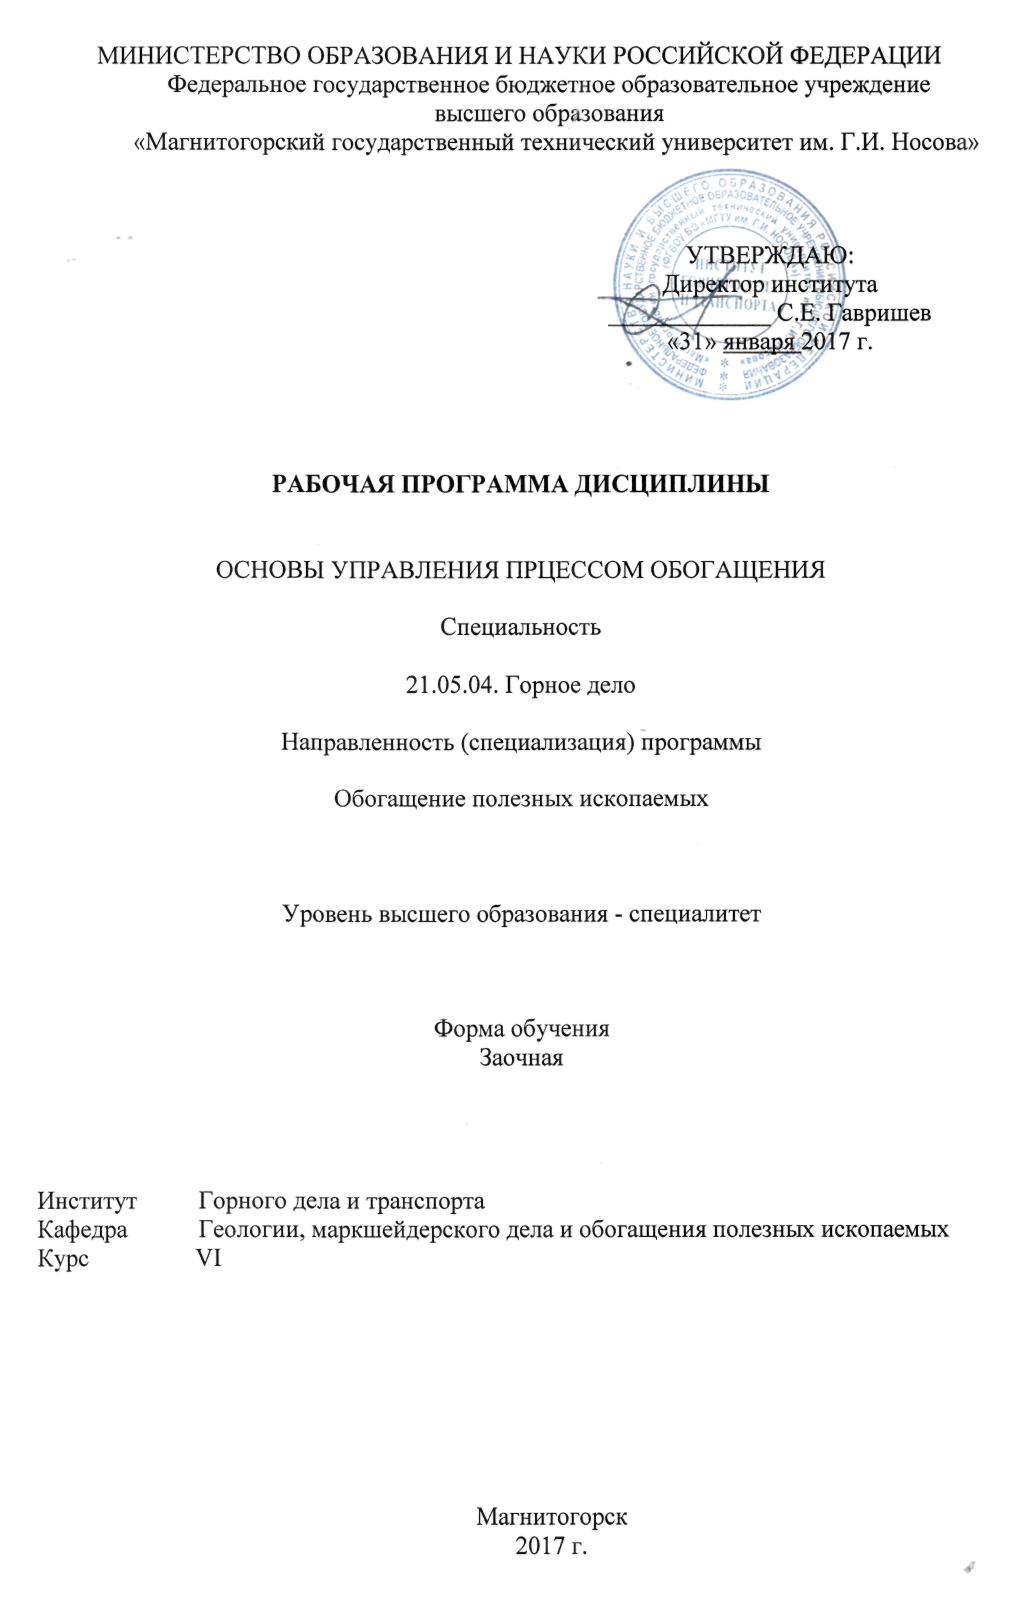 МИНИСТЕРСТВО ОБРАЗОВАНИЯ И НАУКИ РОССИЙСКОЙ ФЕДЕРАЦИИ
Федеральное государственное бюджетное образовательное учреждение
высшего образования
«Магнитогорский государственный технический университет им. Г.И. Носова»
УТВЕРЖДАЮ:
Директор института
С.Е. Гавришев
«31» января 2017 г.
РАБОЧАЯ ПРОГРАММА ДИСЦИПЛИНЫ
ОСНОВЫ УПРАВЛЕНИЯ ПРЦЕССОМ ОБОГАЩЕНИЯ
Специальность
21.05.04. Горное дело
Направленность (специализация) программы
Обогащение полезных ископаемых
Уровень высшего образования - специалитет
Форма обучения
Заочная
Институт Горного дела и транспорта
Кафедра Геологии, маркшейдерского дела и обогащения полезных ископаемых
Курс VI
Магнитогорск
2017 г.